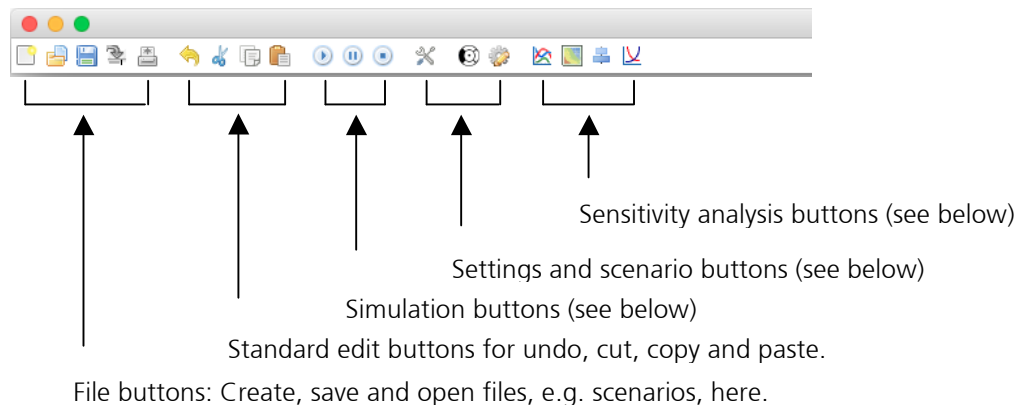 Sensitivity analysis buttons (see below)
Settings and scenario buttons (see below)
Simulation buttons (see below)
Standard edit buttons for undo, cut, copy and paste.
File buttons: Create, save and open files, e.g. scenarios, here.